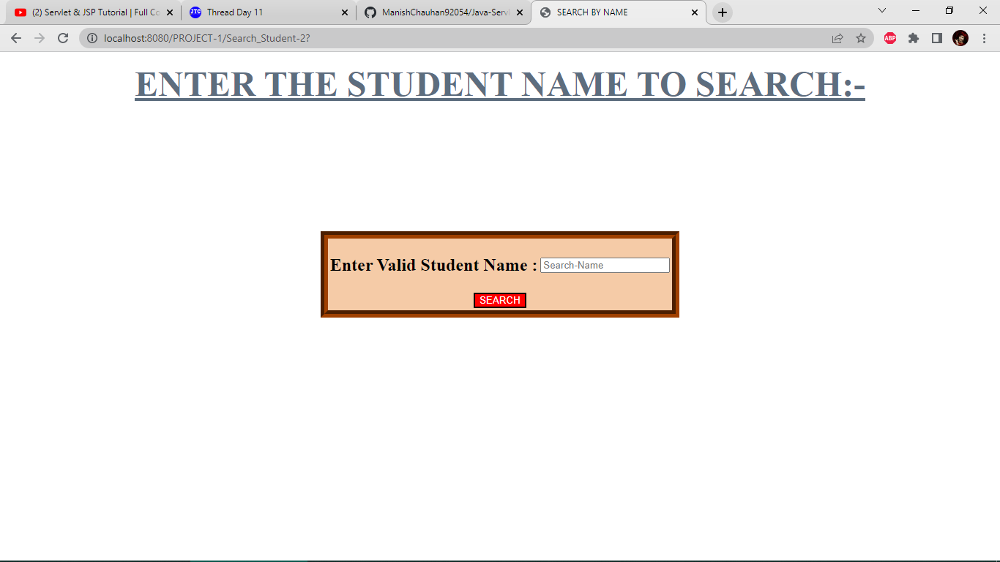 (2) Servlet & JSP Tutorial | Full Co
JTC Thread Day 11
ManishChauhan92054/Java-Servl
SEARCH BY NAME
localhost:8080/PROJECT-1/Search_Student-2?
ABP
ENTER THE STUDENT NAME TO SEARCH:-
Enter Valid Student Name : Search-Name
SEARCH